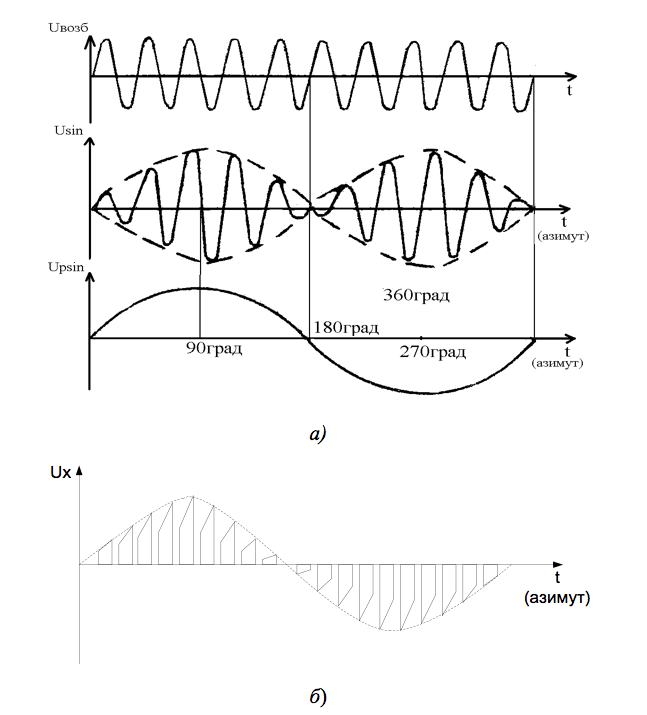 Uвозб
t
Usin
t
(азимут)
Upsin
360град
180град
90град
270град
t
(азимут)
а)
Ux
t
(азимут)
б)